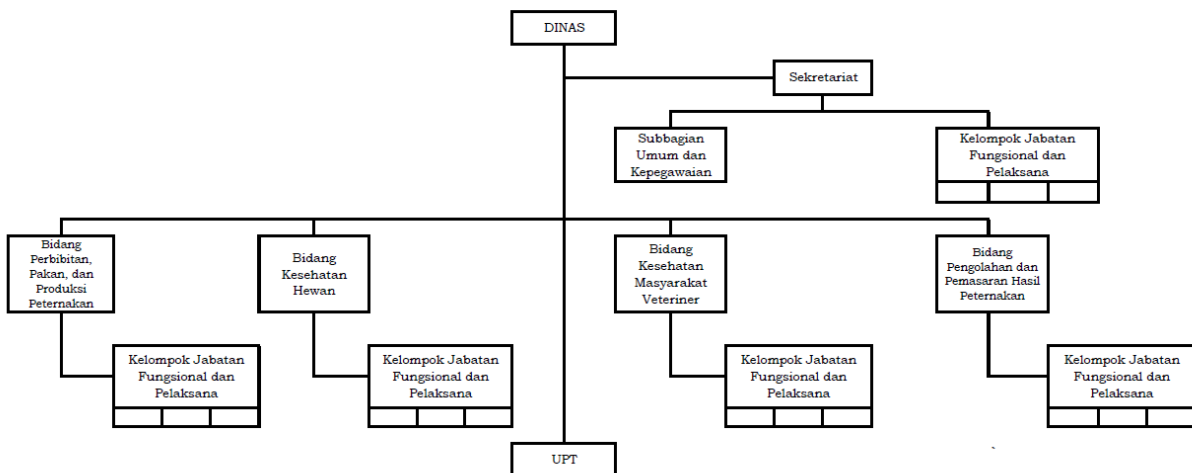 DINAS
Sekretariat
Subbagian
Umum dan
Kepegawaian
Kelompok Jabatan
Fungsional dan
Pelaksana
Bidang
Perbibitan,
Pakan, dan
Produksi
Peternakan
Bidang
Kesehatan
Hewan
Bidang
Kesehatan
Masyarakat
Veteriner
Bidang
Pengolahan dan
Pemasaran Hasil
Peternakan
Kelompok Jabatan
Fungsional dan
Pelaksana
Kelompok Jabatan
Fungsional dan
Pelaksana
Kelompok Jabatan
Fungsional dan
Pelaksana
Kelompok Jabatan
Fungsional dan
Pelaksana
UPT